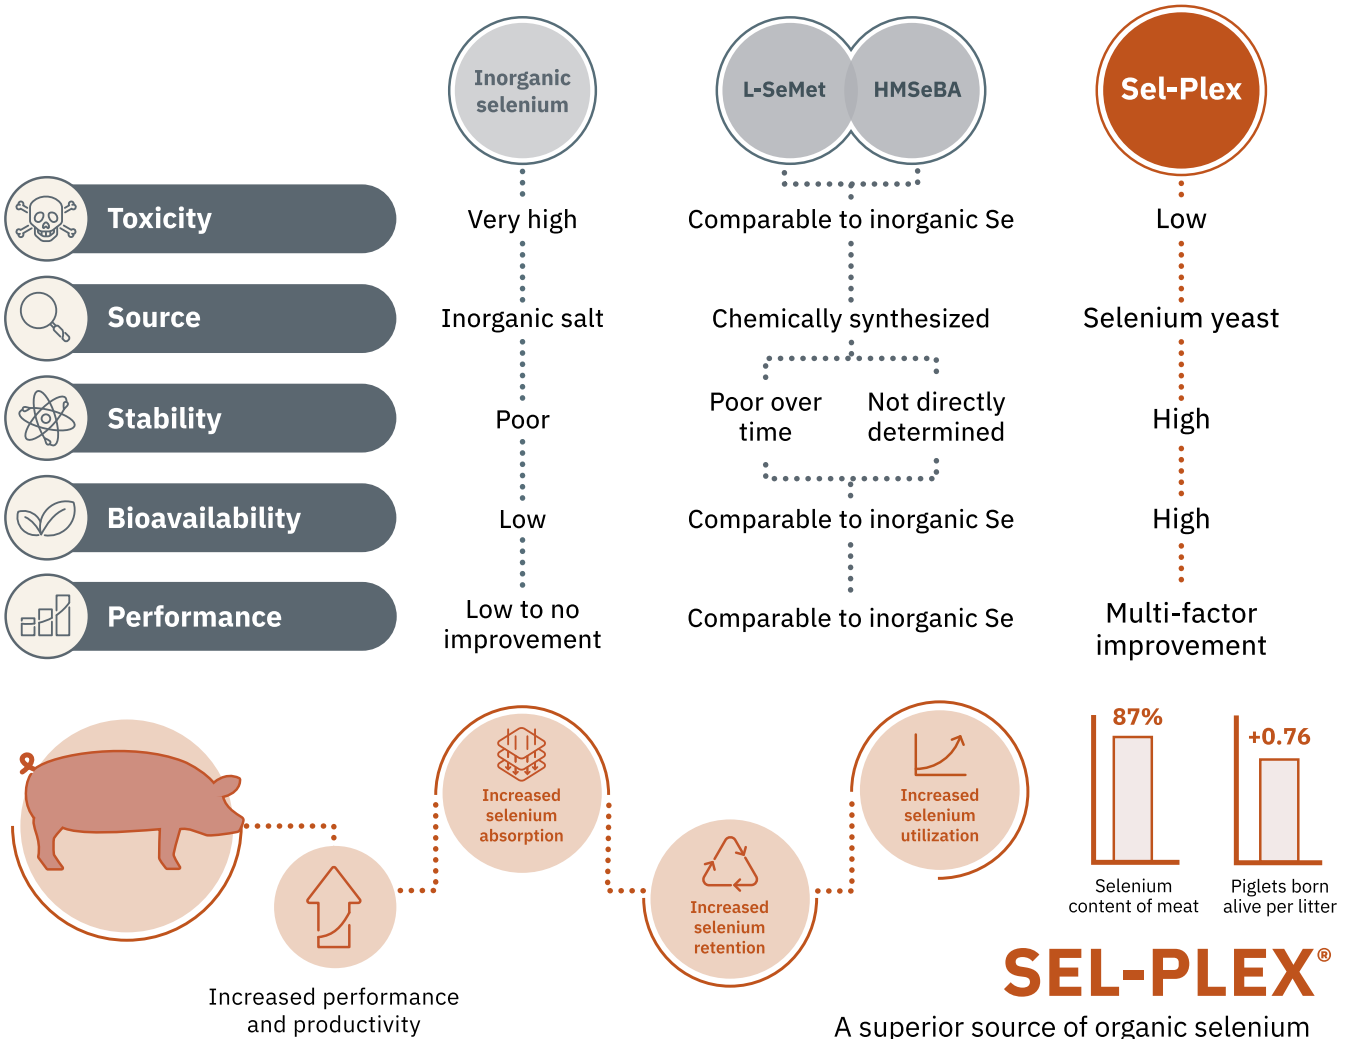 Inorganic
selenium
L-SeMet
HMSeBA
Sel-Plex
Toxicity
Very high
Comparable to inorganic Se
Low
Source
Inorganic salt
Chemically synthesized
Selenium yeast
Stability
Poor
Poor over
time
Not directly
determined
High
Bioavailability
Low
Comparable to inorganic Se
High
Performance
Low to no
improvement
Comparable to inorganic Se
Multi-factor
improvement
Increased performance
and productivity
Increased
selenium
absorption
Increased
selenium
retention
Increased
selenium
utilization
87%
Selenium
content of meat
+0.76
Piglets born
alive per litter
SEL-PLEX®
A superior source of organic selenium